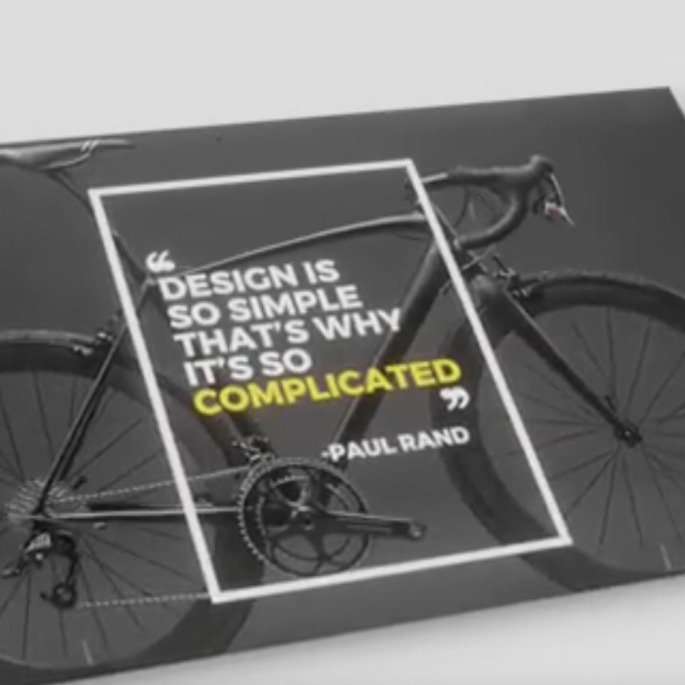 “DESIGN IS
SO SIMPLE
THAT'S WHY
IT'S SO
COMPLICATED”
-PAUL RAND